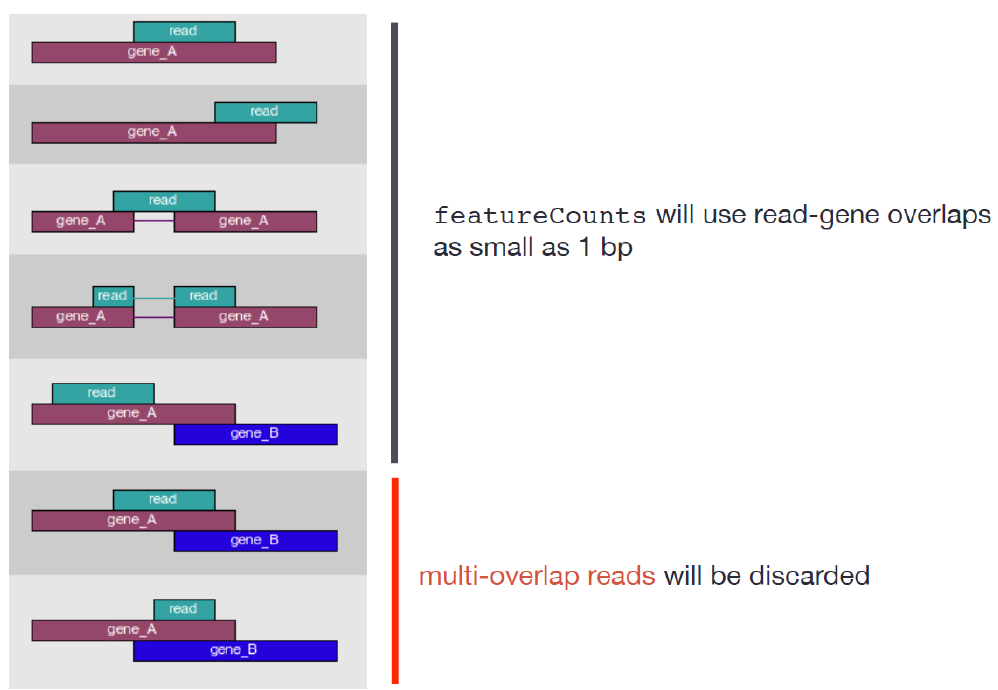 read
gene_A
read
gene_A
read
gene_A gene_A
read read
gene_A gene_A
read
gene_A
gene_B
read
gene_A
gene_B
read
gene_A
gene_B
featureCounts will use read-gene overlaps
as small as 1 bp
multi-overlap reads will be discarded